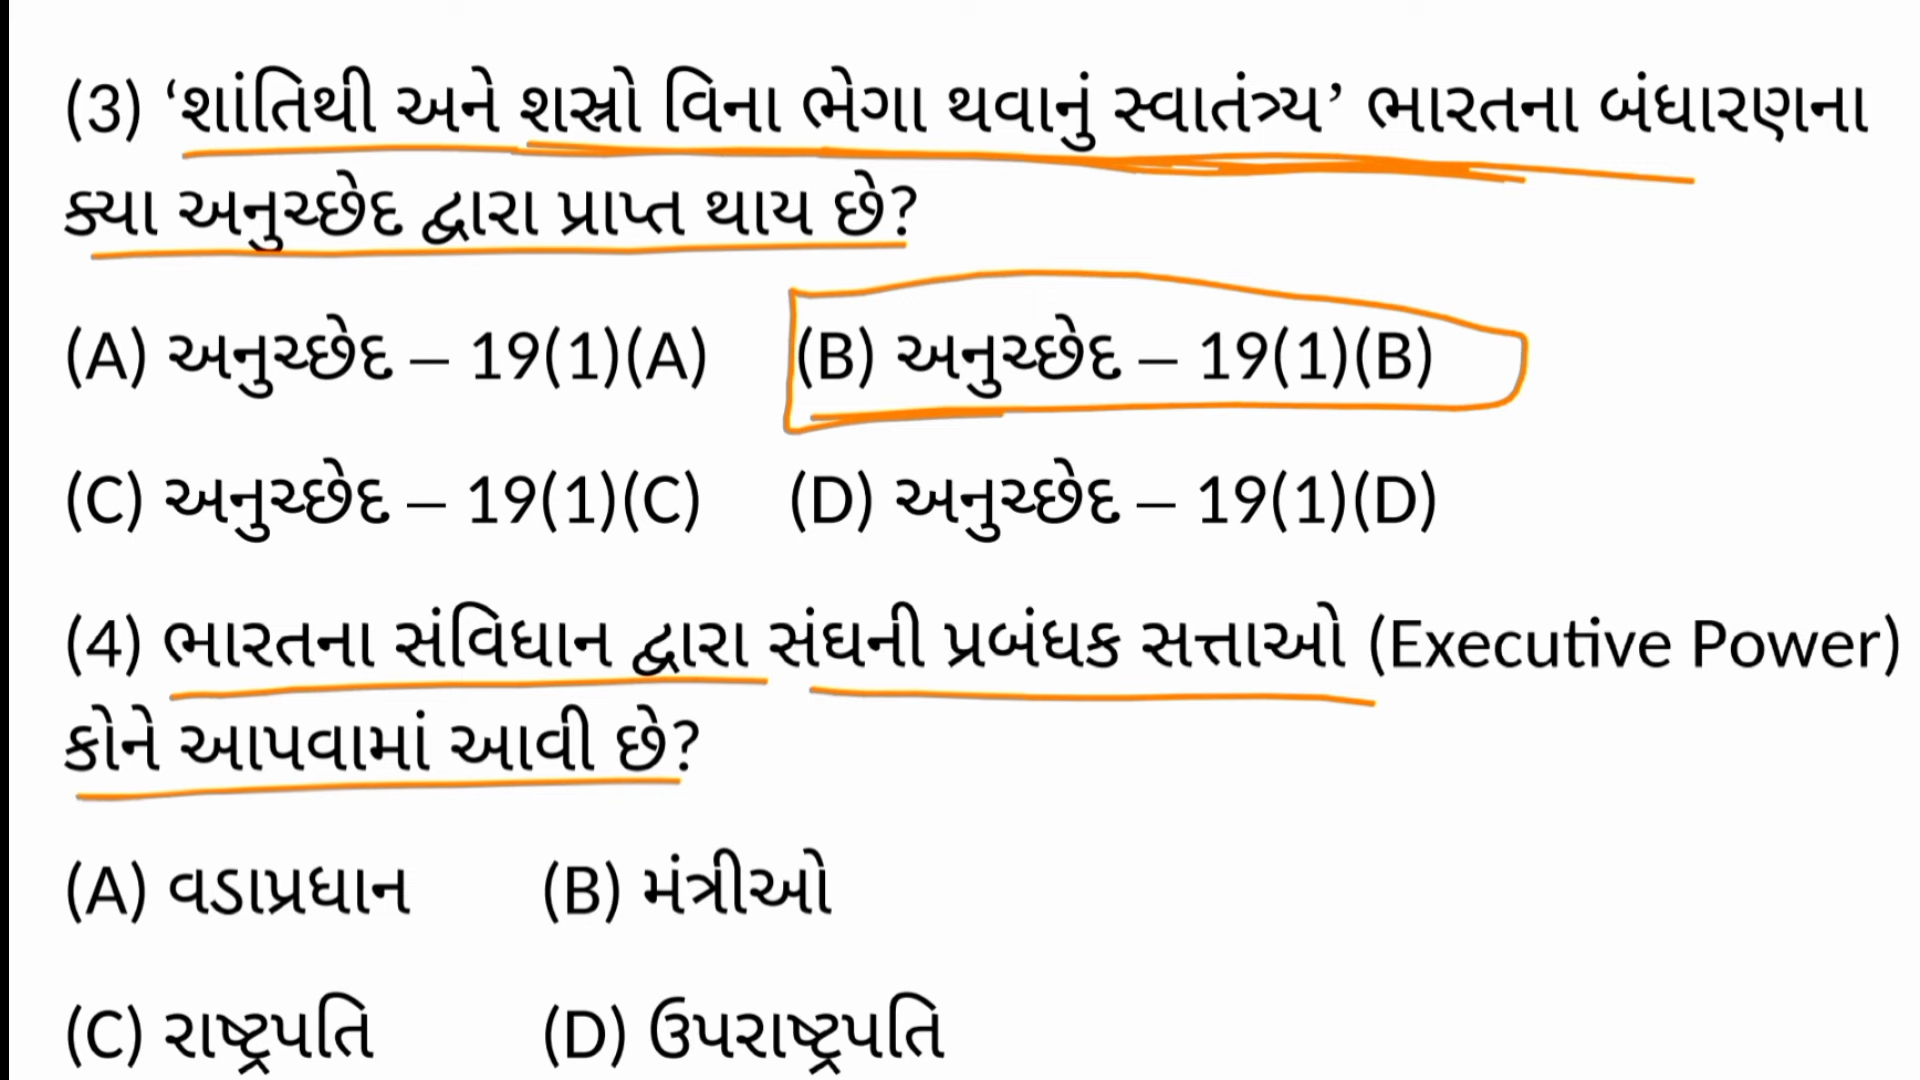 (3) ‘શાંતિથી અને શસ્રો વિના ભેગા થવાનું સ્વાતંત્ર્ય’ ભારતના બંધારણના
ક્યા અનુચ્છેદ દ્વારા પ્રાપ્ત થાય છે?
(A) અનુચ્છેદ – 19(1)(A) (B) અનુચ્છેદ – 19(1)(B)
(C) અનુચ્છેદ – 19(1)(C) (D) અનુચ્છેદ – 19(1)(D)
(4) ભારતના સંવિધાન દ્વારા સંઘની પ્રબંધક સત્તાઓ (Executive Power)
કોને આપવામાં આવી છે?
(A) વડાપ્રધાન (B) મંત્રીઓ
(C) રાષ્ટ્રપતિ (D) ઉપરાષ્ટ્રપતિ